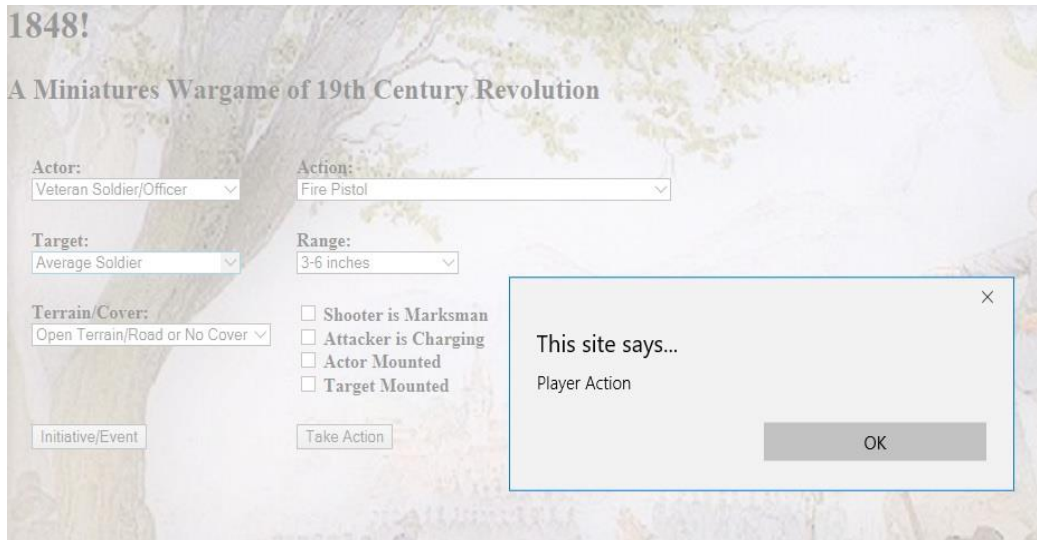 1848!
A Miniatures Wargame of 19th Century Revolution
Actor: Action:
Veteran Soldier/Officer Fire Pistol
Target: Range:
Average Soldier 3-6 inches
Terrain/Cover:
Open Terrain/Road or No Cover
Shooter is Marksman
Attacker is Charging
Actor Mounted
Target Mounted
Initiative/Event Take Action
This site says...
Player Action
OK